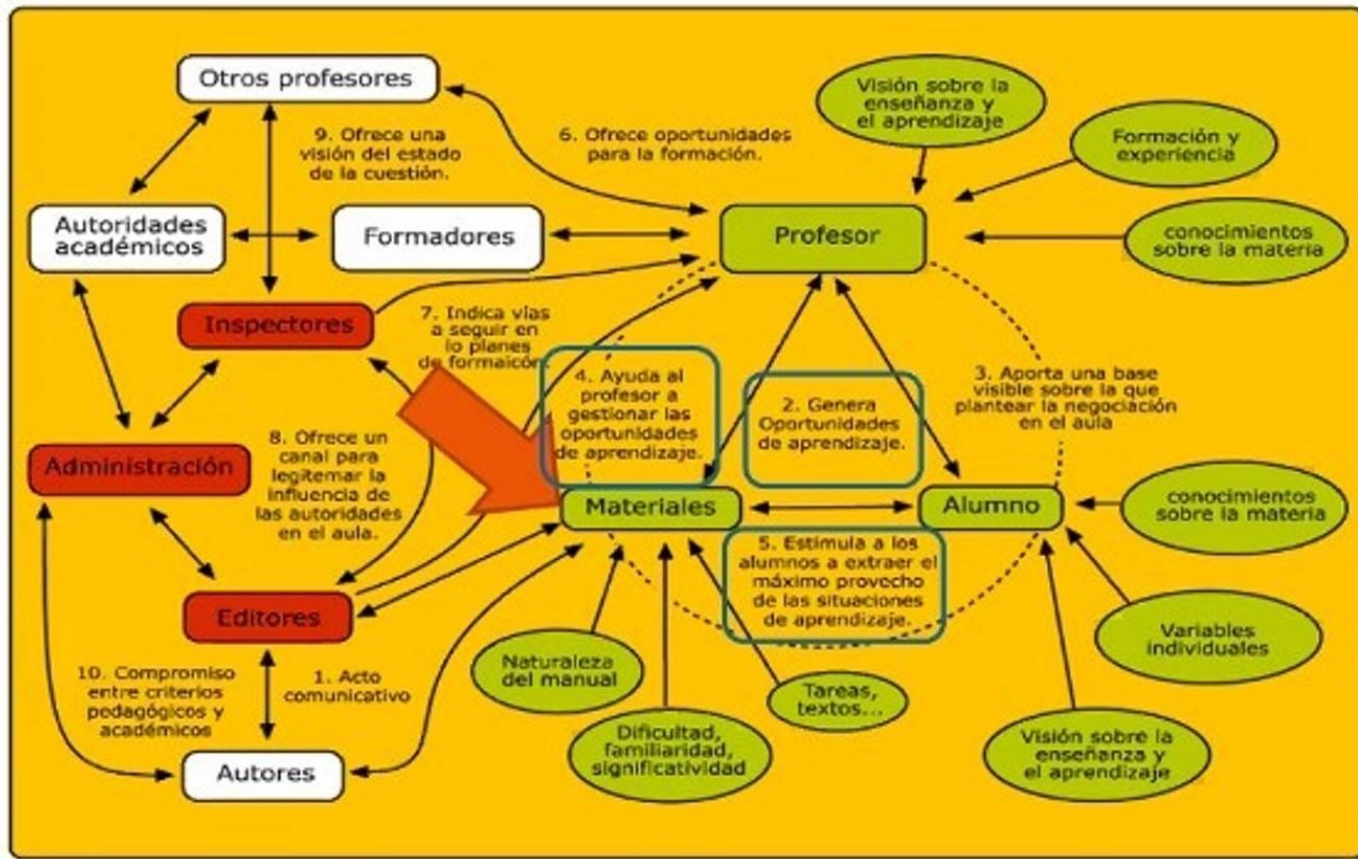 Otros profesores
Visión sobre la
enseñanza y
el aprendizaje
9. Ofrece una
visión del estado
de la cuestión.
6. Ofrece oportunidades
para la formación.
Formación y
experiencia
Autoridades
académicos
Formadores
Profesor
conocimientos
sobre la materia
Inspectores
7. Indica vías
a seguir en
lo planes
de formaicón.
4. Ayuda al
profesor a
gestionar las
oportunidades
de aprendizaje.
2. Genera
Oportunidades
de aprendizaje.
3. Aporta una base
visible sobre la que
plantear la negociación
en el aula
Administración
8. Ofrece un
canal para
legitemar la
influencia de
las autoridades
en el aula.
Materiales
Alumno
conocimientos
sobre la materia
5. Estimula a los
alumnos a extraer el
máximo provecho
de las situaciones
de aprendizaje.
Editores
Variables
individuales
Naturaleza
del manual
10. Compromiso
entre criterios
pedagógicos y
académicos
1. Acto
comunicativo
Tareas,
textos...
Dificultad,
familiaridad,
significatividad
Visión sobre la
enseñanza y
el aprendizaje
Autores